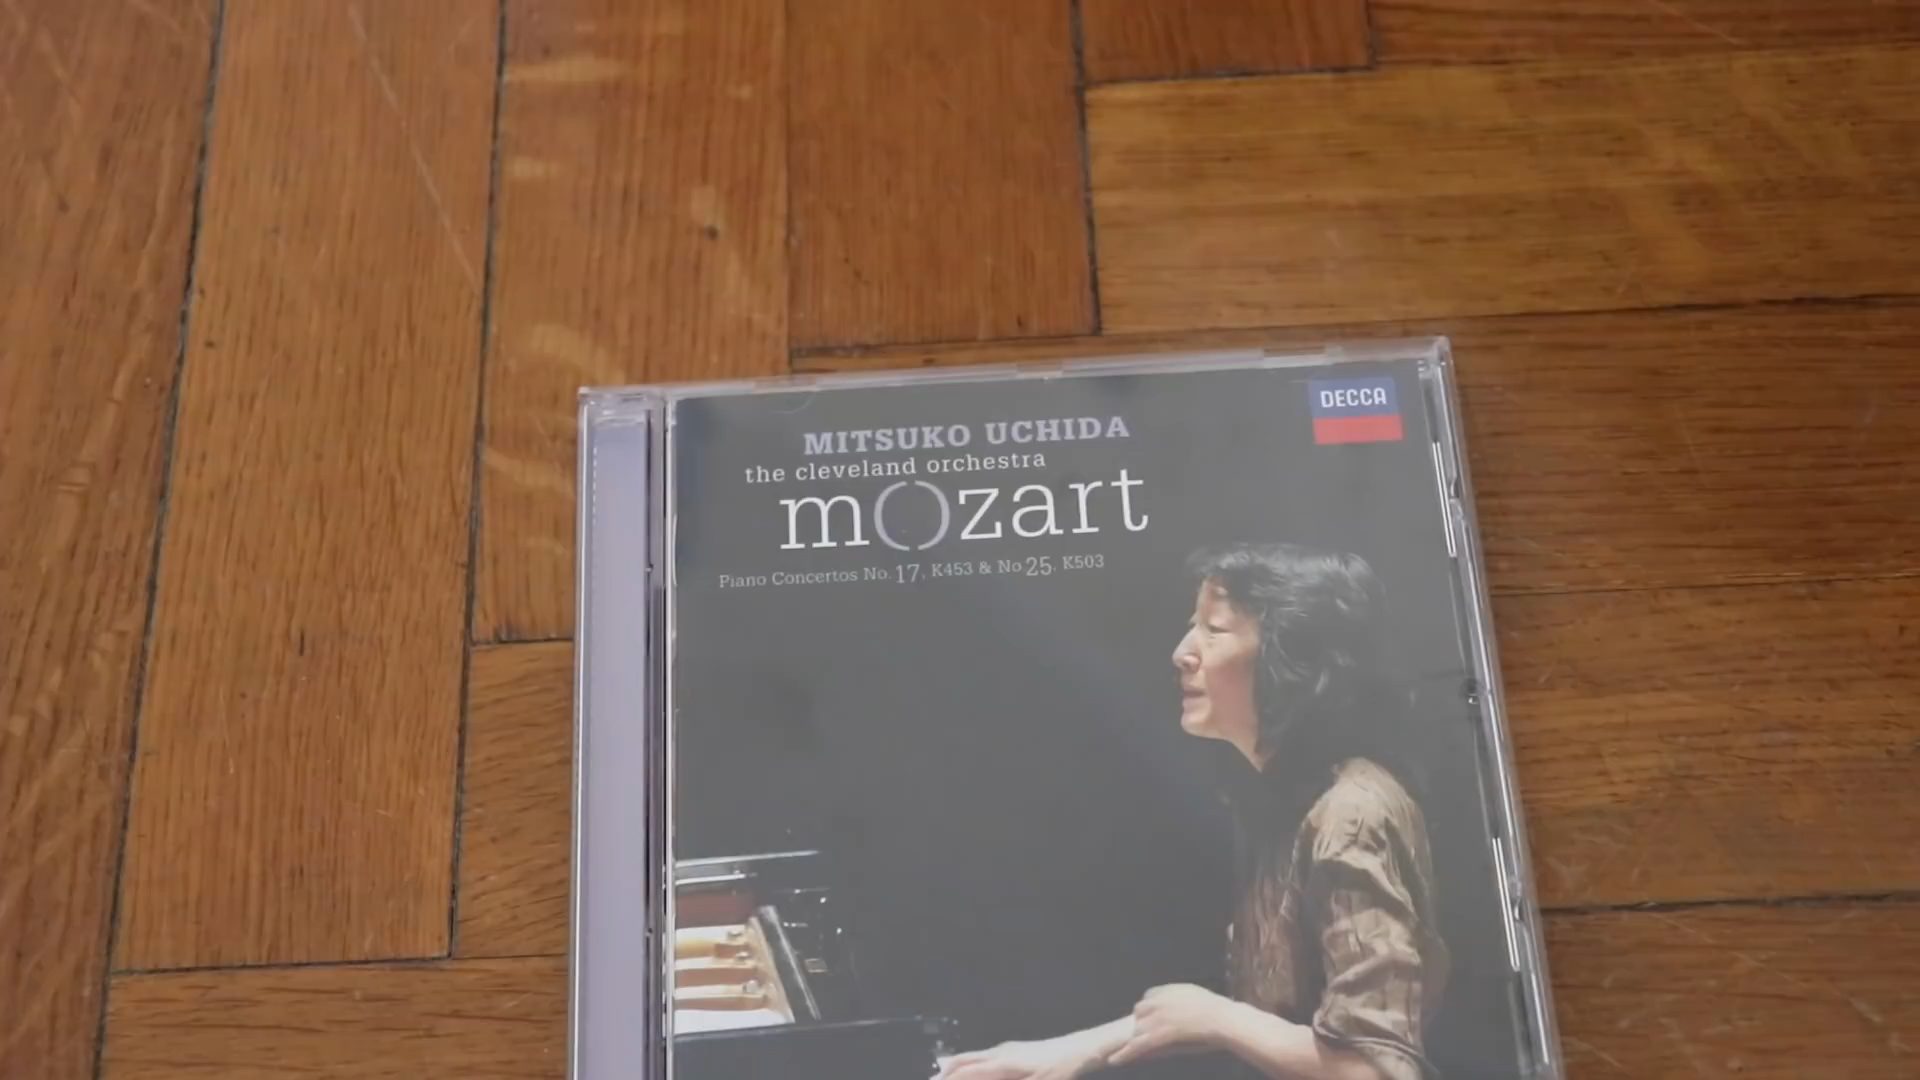 DECCA
MITSUKO UCHIDA
the cleveland orchestra
mozart
Piano Concertos No. 17, K453 & No 25. K503